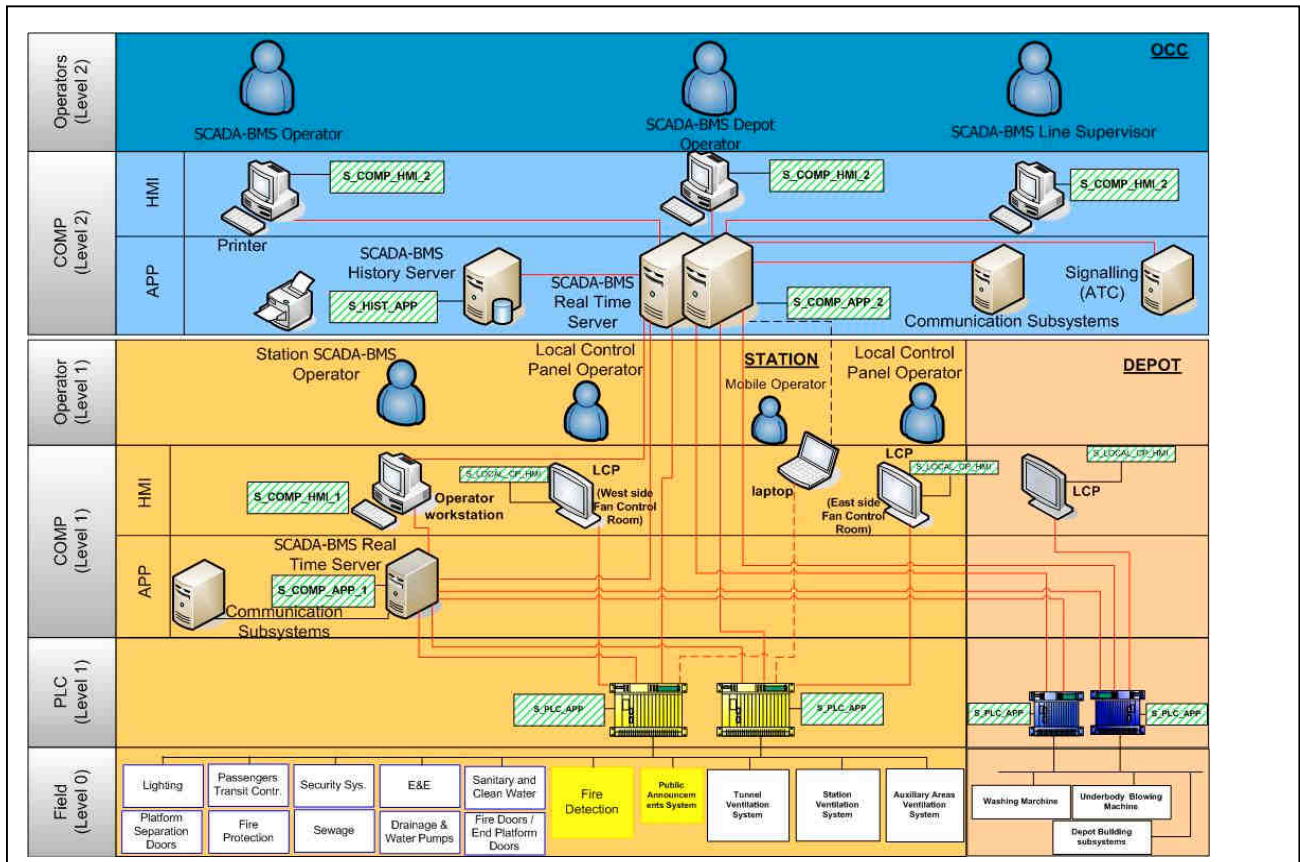 Operators
(Level 2)
OCC
SCADA-BMS Operator
SCADA-BMS Depot
Operator
SCADA-BMS Line Supervisor
COMP
(Level 2)
HMI
S_COMP_HMI_2
S_COMP_HMI_2
S_COMP_HMI_2
Printer
APP
SCADA-BMS
History Server
S_HIST_APP
SCADA-BMS
Real Time
Server
S_COMP_APP_2
Communication Subsystems
Signalling
(ATC)
Operator
(Level 1)
Station SCADA-BMS
Operator
Local Control
Panel Operator
STATION
Mobile Operator
Local Control
Panel Operator
DEPOT
COMP
(Level 1)
HMI
S_COMP_HMI_1
Operator
workstation
S_LOCAL_CP_HMI
LCP
(West side
Fan Control
Room)
laptop
LCP
S_LOCAL_CP_HMI
(East side
Fan Control
Room)
S_LOCAL_CP_HMI
LCP
APP
SCADA-BMS Real
Time Server
S_COMP_APP_1
Communication
Subsystems
PLC
(Level 1)
S_PLC_APP
S_PLC_APP
S_PLC_APP
S_PLC_APP
Field
(Level 0)
Lighting
Passengers
Transit Contr.
Security Sys.
E&E
Sanitary and
Clean Water
Fire
Detection
Public
Announcem
ents System
Tunnel
Ventilation
System
Station
Ventilation
System
Auxiliary Areas
Ventilation System
Washing Marchine
Underbody Blowing
Machine
Depot Building
subsystems
Platform
Separation
Doors
Fire
Protection
Sewage
Drainage &
Water Pumps
Fire Doors /
End Platform
Doors